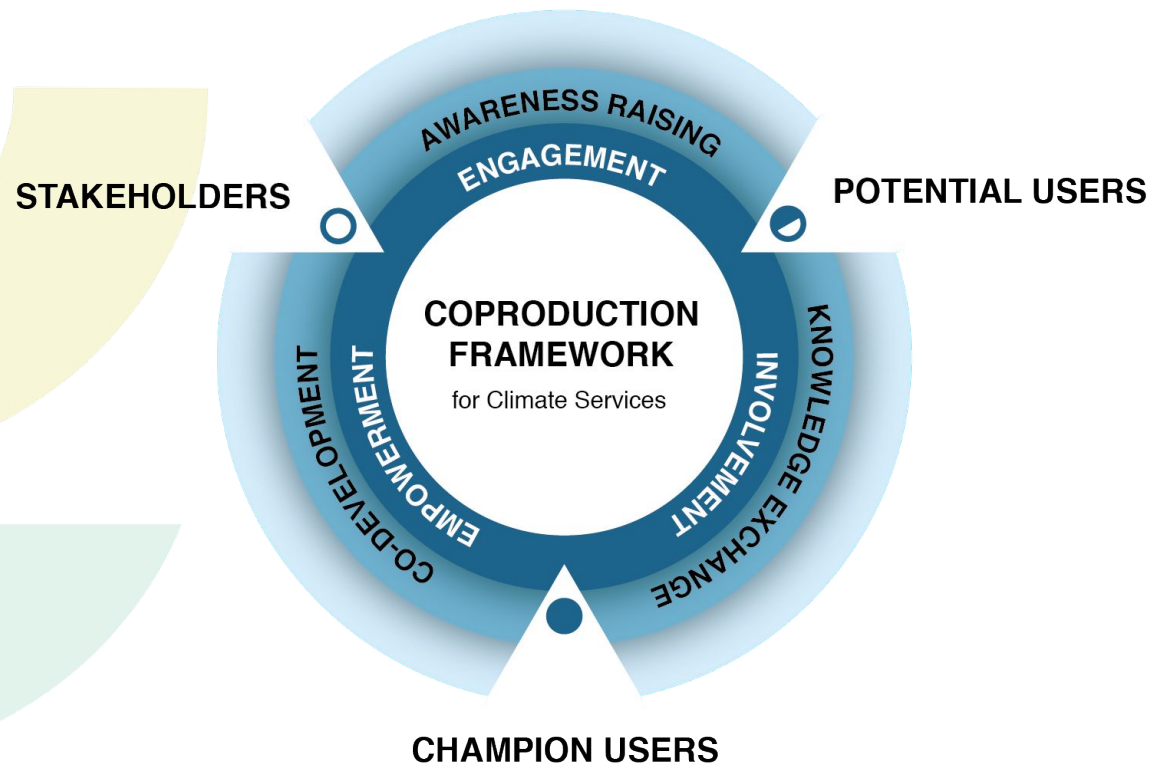 AWARENESS RAISING
ENGAGEMENT
STAKEHOLDERS
POTENTIAL USERS
COPRODUCTION
FRAMEWORK
for Climate Services
KNOWLEDGE EXCHANGE
INVOLVEMENT
CO-DEVELOPMENT
EMPOWERMENT
CHAMPION USERS